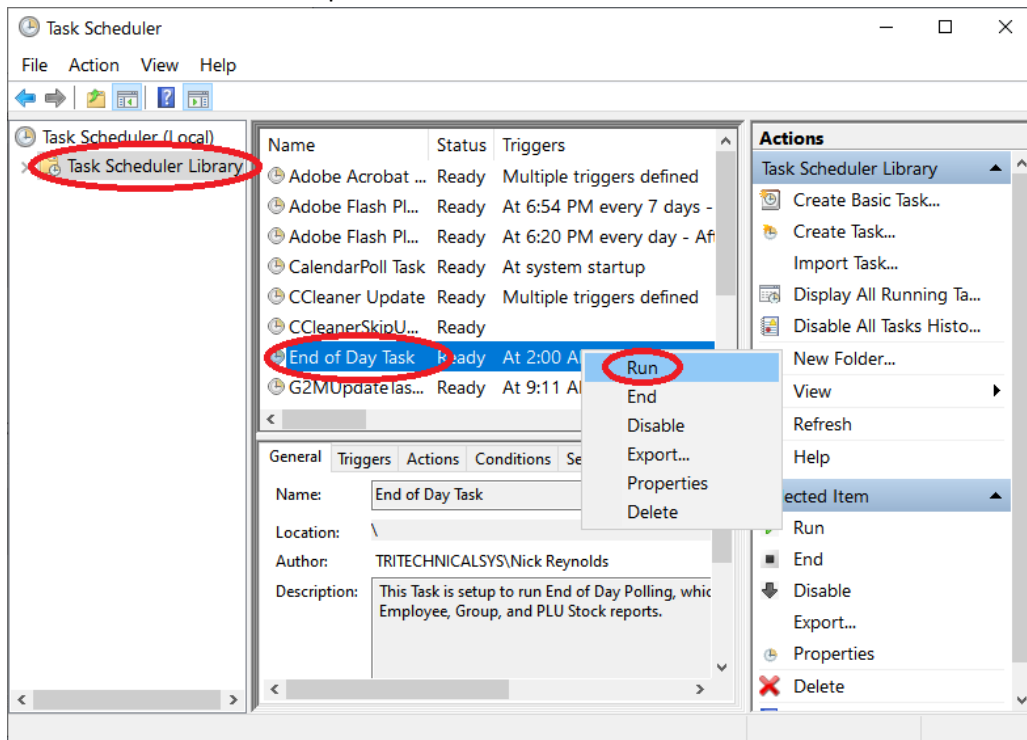 Task Scheduler
File Action View Help
Task Scheduler (Local)
Task Scheduler Library
Name Status Triggers
Adobe Acrobat ... Ready Multiple triggers defined
Adobe Flash Pl... Ready At 6:54 PM every 7 days -
Adobe Flash Pl... Ready At 6:20 PM every day - Aft
CalendarPoll Task Ready At system startup
CCleaner Update Ready Multiple triggers defined
CCleanerSkipU... Ready
End of Day Task Ready At 2:00 A
G2MUpdateTas... Ready At 9:11 A
Run
End
Disable
Export...
Properties
Delete
General Triggers Actions Conditions Se
Name: End of Day Task
Location: \
Author: TRITECHNICALSYS\Nick Reynolds
Description: This Task is setup to run End of Day Polling, whic
Employee, Group, and PLU Stock reports.
Actions
Task Scheduler Library
Create Basic Task...
Create Task...
Import Task...
Display All Running Ta...
Disable All Tasks Histo...
New Folder...
View
Refresh
Help
ected Item
Run
End
Disable
Export...
Properties
Delete